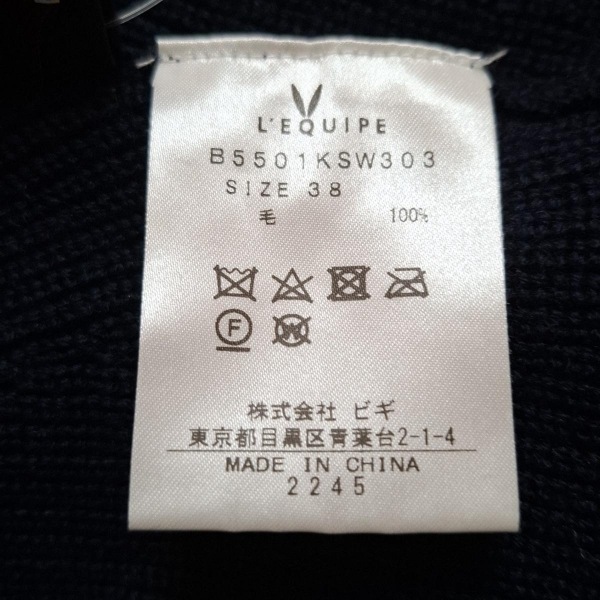 L'EQUIPE
B5501KSW303
SIZE 38
毛 100%
F W
株式会社 ビギ
東京都目黒区青葉台2-1-4
MADE IN CHINA
2245